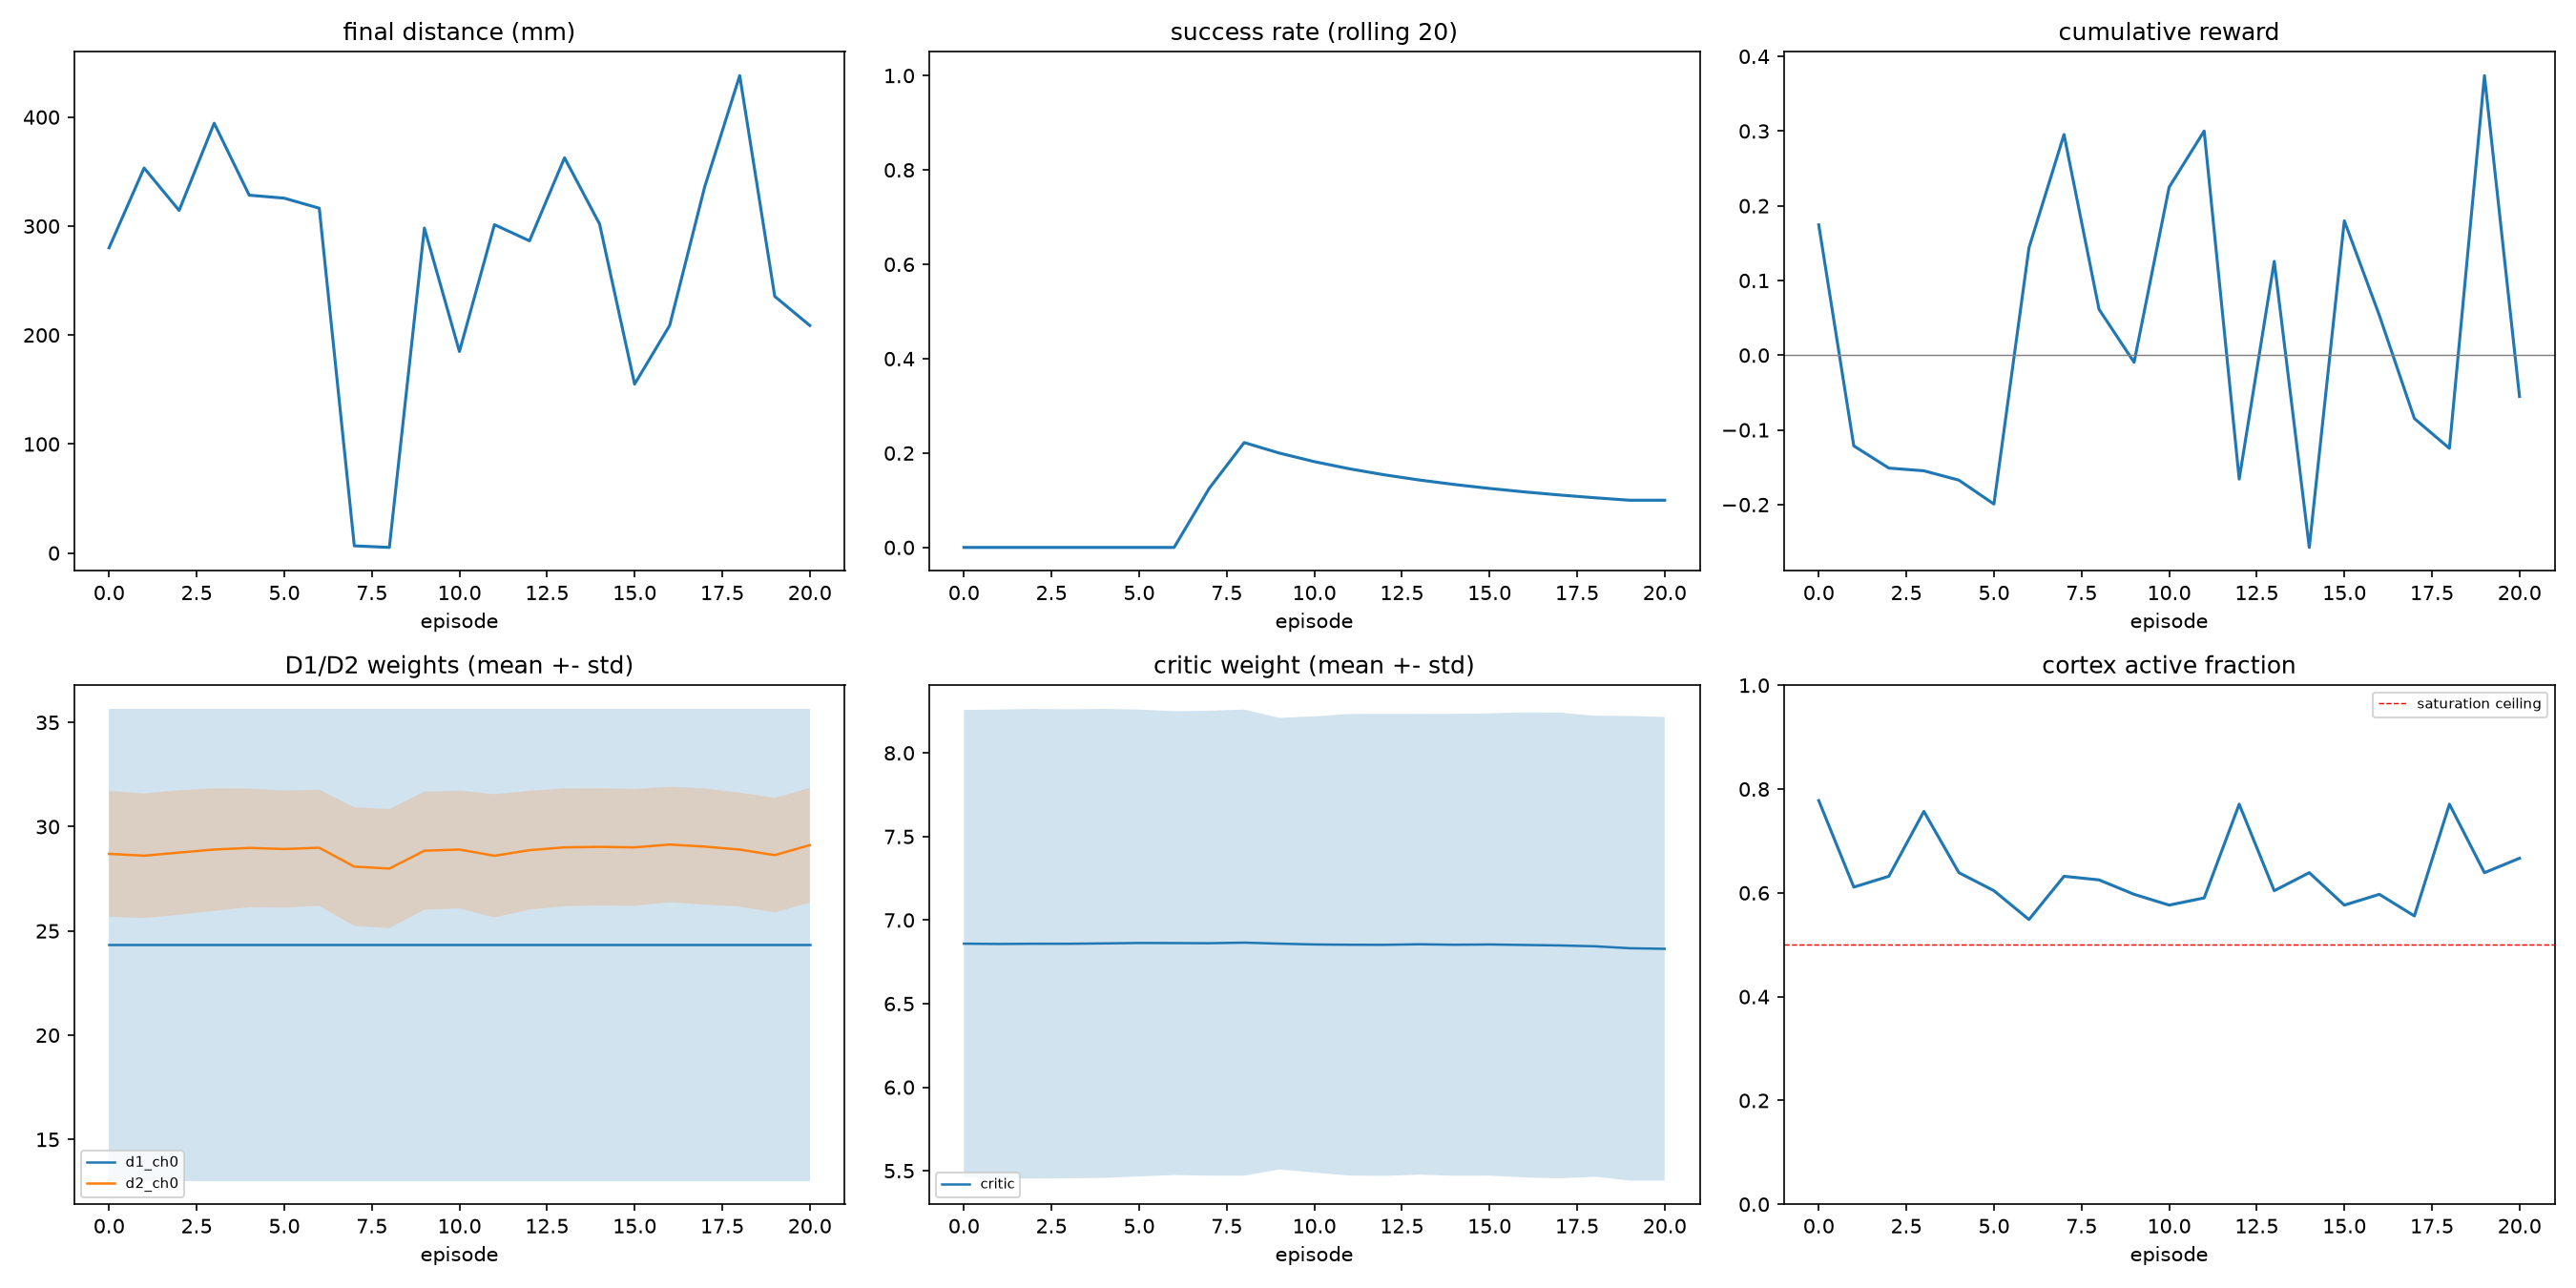 final distance (mm)
400
300
200
100
0
0.0 2.5 5.0 7.5 10.0 12.5 15.0 17.5 20.0
episode
success rate (rolling 20)
1.0
0.8
0.6
0.4
0.2
0.0
0.0 2.5 5.0 7.5 10.0 12.5 15.0 17.5 20.0
episode
cumulative reward
0.4
0.3
0.2
0.1
0.0
−0.1
−0.2
0.0 2.5 5.0 7.5 10.0 12.5 15.0 17.5 20.0
episode
D1/D2 weights (mean +- std)
35
30
25
20
15
d1_ch0
d2_ch0
0.0 2.5 5.0 7.5 10.0 12.5 15.0 17.5 20.0
episode
critic weight (mean +- std)
8.0
7.5
7.0
6.5
6.0
5.5
critic
0.0 2.5 5.0 7.5 10.0 12.5 15.0 17.5 20.0
episode
cortex active fraction
1.0
saturation ceiling
0.8
0.6
0.4
0.2
0.0
0.0 2.5 5.0 7.5 10.0 12.5 15.0 17.5 20.0
episode